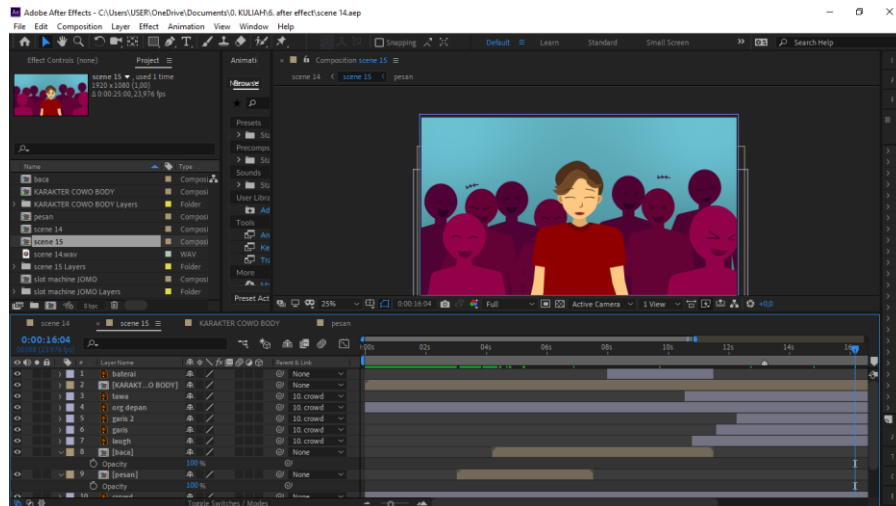 Adobe After Effects - C:\Users\USER\OneDrive\Documents\0. KULIAH\6. after effect\scene 14.aep
File Edit Composition Layer Effect Animation View Window Help
Snapping Default Learn Standard Small Screen Search Help
Effect Controls (none) Project Animati Composition scene 15
scene 14 scene 15 pesan
scene 15 , used 1 time
1920 x 1080 (1,00)
Δ 0:00:25:00, 23,976 fps
Browse
Presets
Precomps
Sounds
User Libra
Tools
More
Preset Act
Name Type
baca Composi
KARAKTER COWO BODY Composi
KARAKTER COWO BODY Layers Folder
pesan Composi
scene 14 Composi
scene 15 Composi
scene 14.wav WAV
scene 15 Layers Folder
slot machine JOMO Composi
slot machine JOMO Layers Folder
8 bpc
25% 0:00:16:04 Full Active Camera 1 View +0,0
scene 14 scene 15 KARAKTER COWO BODY pesan
0:00:16:04
# Layer Name Parent & Link
:00s 02s 04s 06s 08s 10s 12s 14s 16s
1 baterai None
2 [KARAKT...O BODY] None
3 tawa 10. crowd
4 org depan 10. crowd
5 garis 2 10. crowd
6 garis 10. crowd
7 laugh 10. crowd
8 [baca] None
Opacity 100 %
9 [pesan] None
Opacity 100 %
10 crowd None
Toggle Switches / Modes